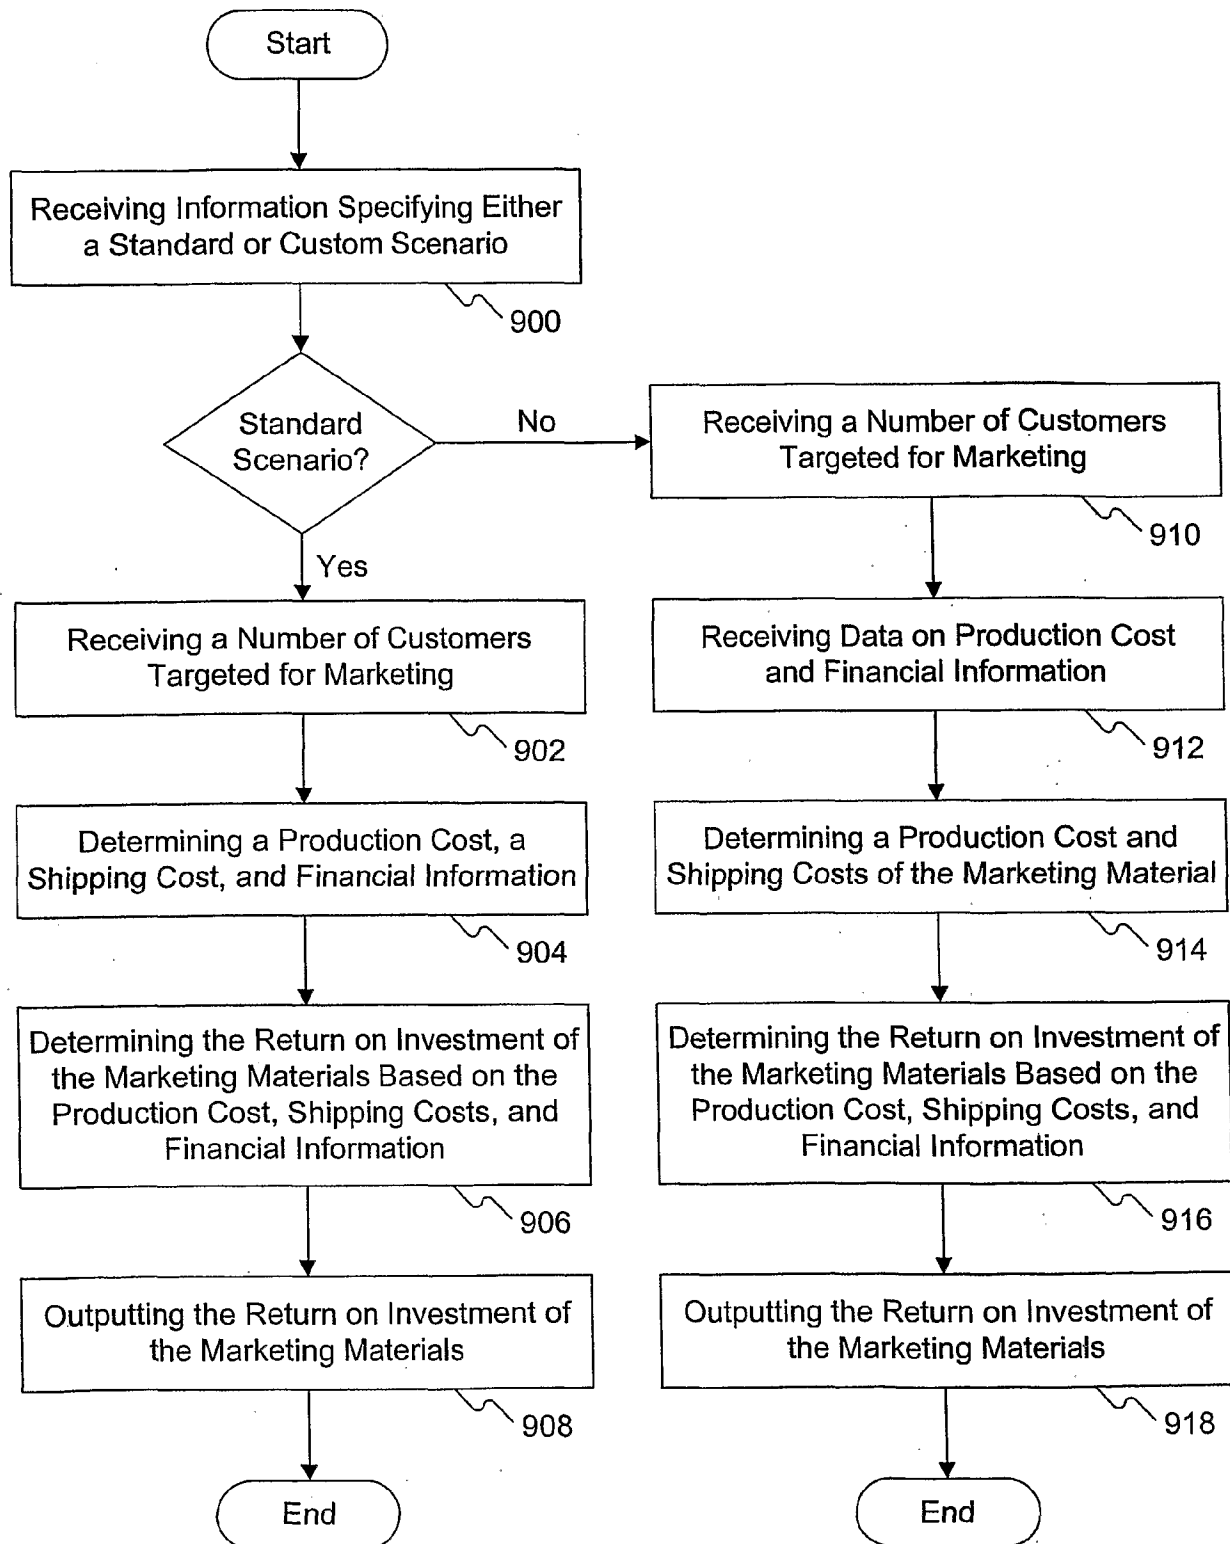 Start
Receiving Information Specifying Either
a Standard or Custom Scenario
900
Standard
Scenario?
No
Yes
Receiving a Number of Customers
Targeted for Marketing
902
Determining a Production Cost, a
Shipping Cost, and Financial Information
904
Determining the Return on Investment of
the Marketing Materials Based on the
Production Cost, Shipping Costs, and
Financial Information
906
Outputting the Return on Investment of
the Marketing Materials
908
End
Receiving a Number of Customers
Targeted for Marketing
910
Receiving Data on Production Cost
and Financial Information
912
Determining a Production Cost and
Shipping Costs of the Marketing Material
914
Determining the Return on Investment of
the Marketing Materials Based on the
Production Cost, Shipping Costs, and
Financial Information
916
Outputting the Return on Investment of
the Marketing Materials
918
End